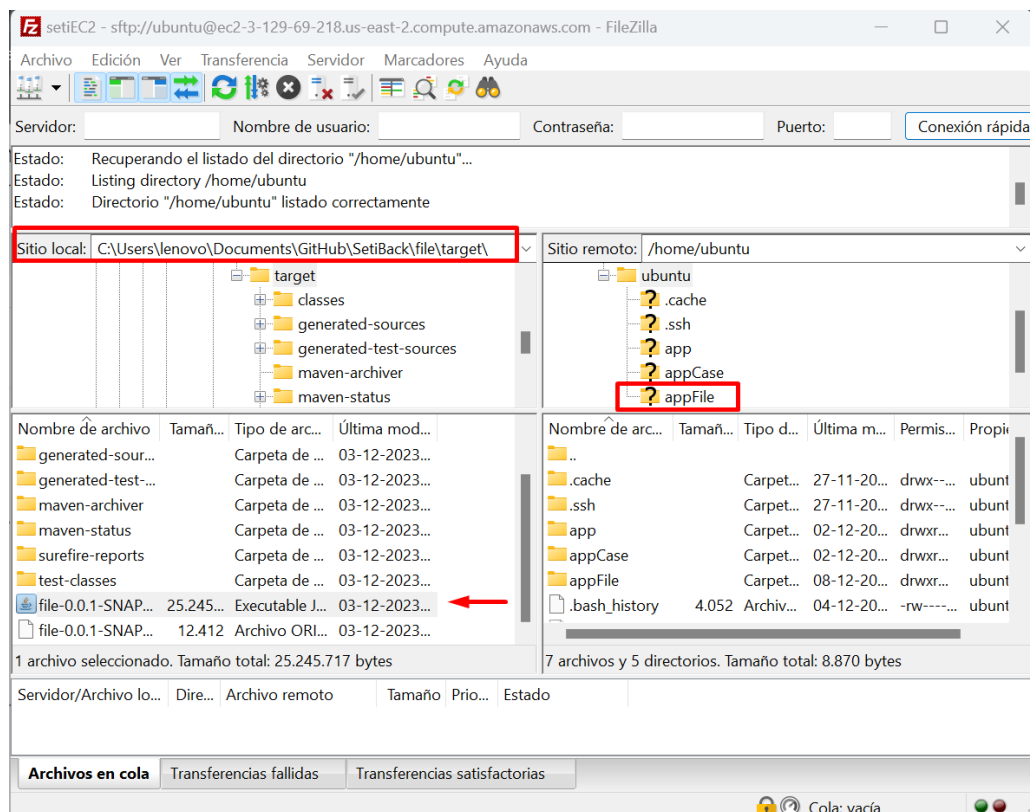 setiEC2 - sftp://ubuntu@ec2-3-129-69-218.us-east-2.compute.amazonaws.com - FileZilla
Archivo Edición Ver Transferencia Servidor Marcadores Ayuda
Servidor: Nombre de usuario: Contraseña: Puerto: Conexión rápida
Estado: Recuperando el listado del directorio "/home/ubuntu"...
Estado: Listing directory /home/ubuntu
Estado: Directorio "/home/ubuntu" listado correctamente
Sitio local: C:\Users\lenovo\Documents\GitHub\SetiBack\file\target\
target
classes
generated-sources
generated-test-sources
maven-archiver
maven-status
Sitio remoto: /home/ubuntu
ubuntu
.cache
.ssh
app
appCase
appFile
Nombre de archivo Tamañ... Tipo de arc... Última mod...
generated-sour... Carpeta de ... 03-12-2023...
generated-test-... Carpeta de ... 03-12-2023...
maven-archiver Carpeta de ... 03-12-2023...
maven-status Carpeta de ... 03-12-2023...
surefire-reports Carpeta de ... 03-12-2023...
test-classes Carpeta de ... 03-12-2023...
file-0.0.1-SNAP... 25.245... Executable J... 03-12-2023...
file-0.0.1-SNAP... 12.412 Archivo ORI... 03-12-2023...
1 archivo seleccionado. Tamaño total: 25.245.717 bytes
Nombre de arc... Tamañ... Tipo d... Última m... Permis... Propie
..
.cache Carpet... 27-11-20... drwx--... ubunt
.ssh Carpet... 27-11-20... drwx--... ubunt
app Carpet... 02-12-20... drwxr... ubunt
appCase Carpet... 02-12-20... drwxr... ubunt
appFile Carpet... 08-12-20... drwxr... ubunt
.bash_history 4.052 Archiv... 04-12-20... -rw----... ubunt
7 archivos y 5 directorios. Tamaño total: 8.870 bytes
Servidor/Archivo lo... Dire... Archivo remoto Tamaño Prio... Estado
Archivos en cola Transferencias fallidas Transferencias satisfactorias
Cola: vacía